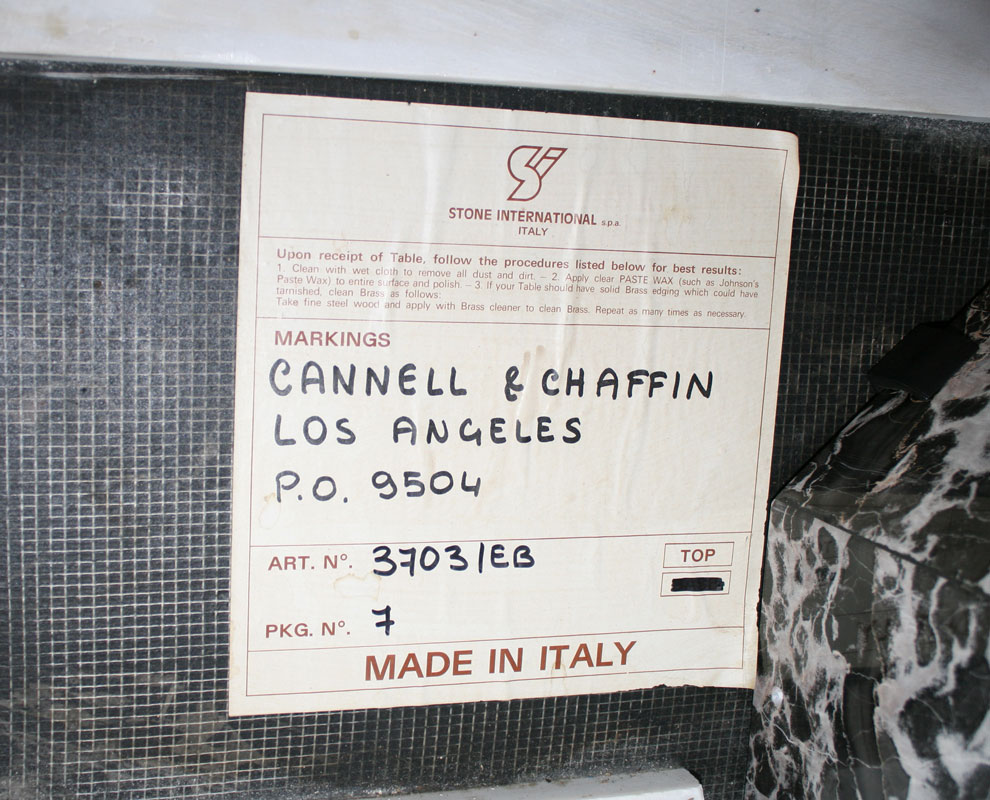 Si
STONE INTERNATIONAL s.p.a.
ITALY
Upon receipt of Table, follow the procedures listed below for best results:
1. Clean with wet cloth to remove all dust and dirt. – 2. Apply clear PASTE WAX (such as Johnson's
Paste Wax) to entire surface and polish. – 3. If your Table should have solid Brass edging which could have
tarnished, clean Brass as follows:
Take fine steel wood and apply with Brass cleaner to clean Brass. Repeat as many times as necessary.
MARKINGS
CANNELL & CHAFFIN
LOS ANGELES
P.O. 9504
ART. N°. 3703/EB
TOP
PKG. N°. 7
MADE IN ITALY